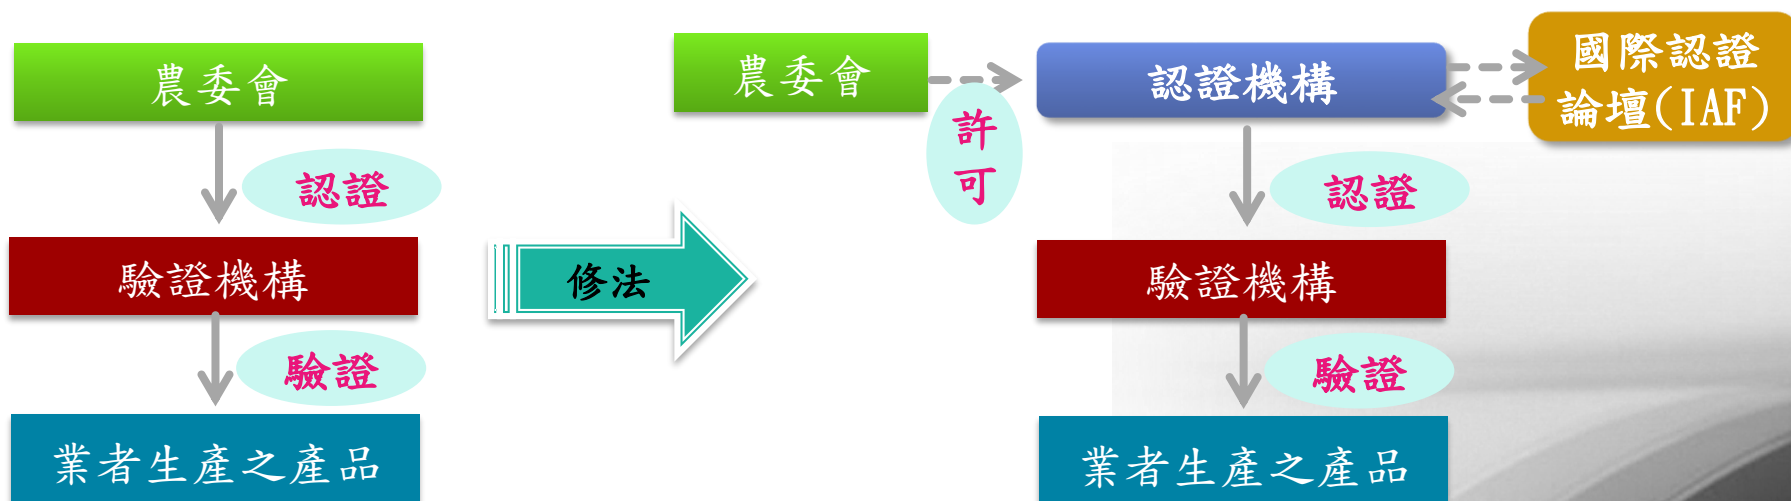 農委會
認證
驗證機構
驗證
業者生產之產品
修法
農委會
許
可
認證機構
國際認證
論壇(IAF)
認證
驗證機構
驗證
業者生產之產品